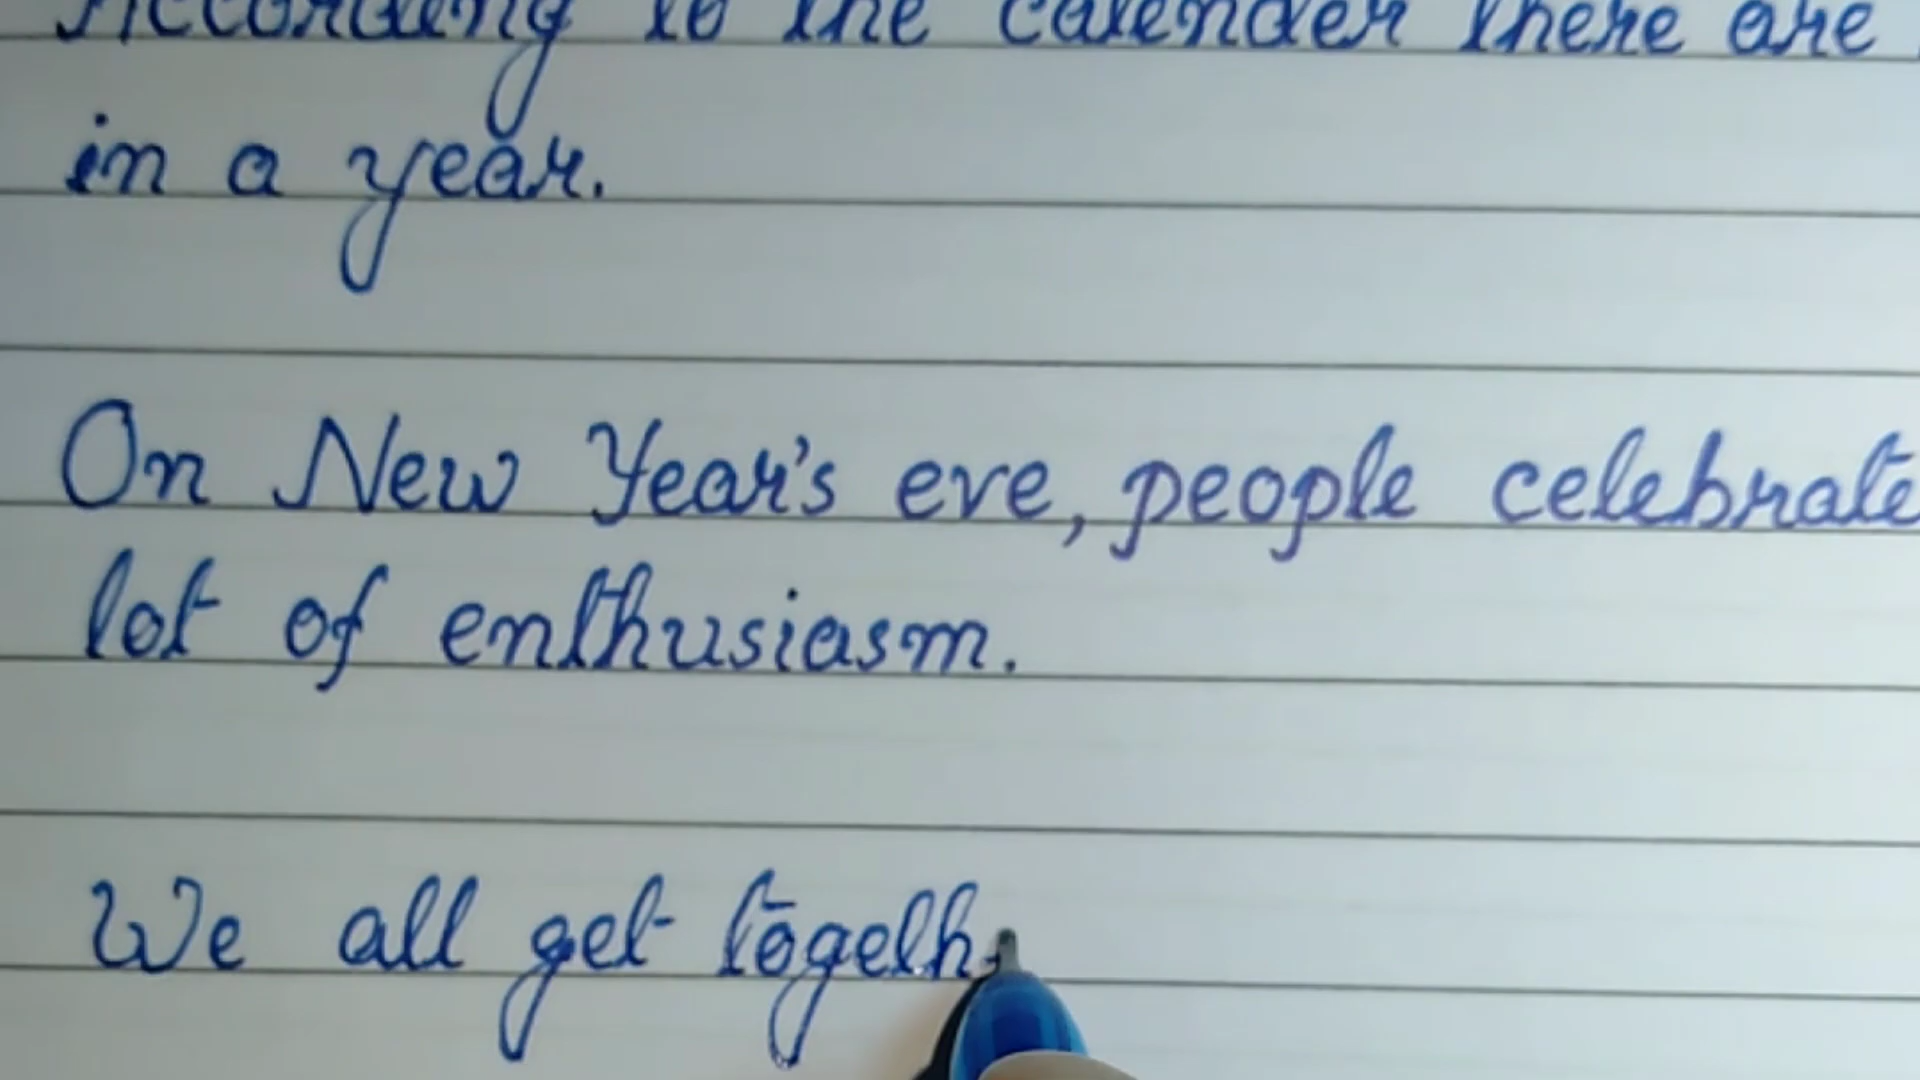 According to the calender there are
in a year.
On New Year's eve, people celebrate
lot of enthusiasm.
We all get togeth